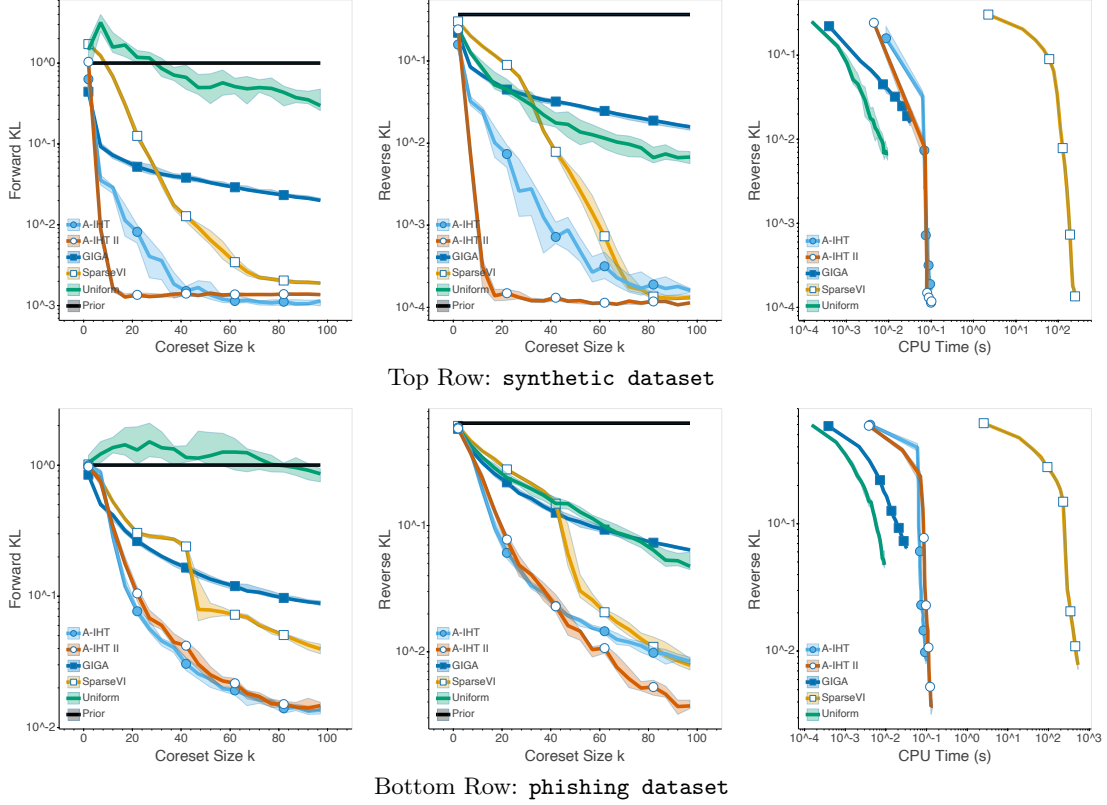 10^0
10^-1
10^-2
10^-3
Forward KL
A-IHT
A-IHT II
GIGA
SparseVI
Uniform
Prior
0 20 40 60 80 100
Coreset Size k
10^-1
10^-2
10^-3
10^-4
Reverse KL
A-IHT
A-IHT II
GIGA
SparseVI
Uniform
Prior
0 20 40 60 80 100
Coreset Size k
10^-1
10^-2
10^-3
10^-4
Reverse KL
A-IHT
A-IHT II
GIGA
SparseVI
Uniform
10^-4 10^-3 10^-2 10^-1 10^0 10^1 10^2
CPU Time (s)
Top Row: synthetic dataset
10^0
10^-1
10^-2
Forward KL
A-IHT
A-IHT II
GIGA
SparseVI
Uniform
Prior
0 20 40 60 80 100
Coreset Size k
10^-1
10^-2
Reverse KL
A-IHT
A-IHT II
GIGA
SparseVI
Uniform
Prior
0 20 40 60 80 100
Coreset Size k
10^-1
10^-2
Reverse KL
A-IHT
A-IHT II
GIGA
SparseVI
Uniform
10^-4 10^-3 10^-2 10^-1 10^0 10^1 10^2 10^3
CPU Time (s)
Bottom Row: phishing dataset